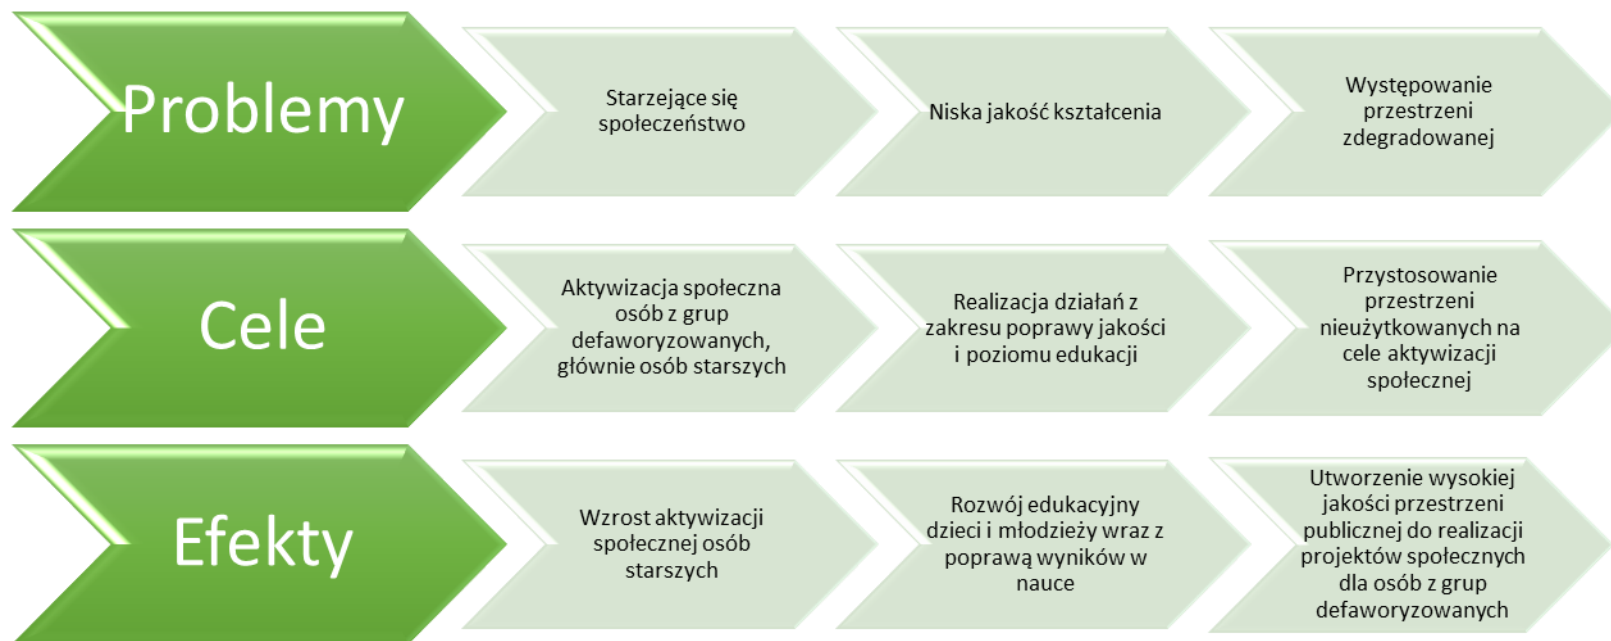 Problemy
Starzejące się
społeczeństwo
Niska jakość kształcenia
Występowanie
przestrzeni
zdegradowanej
Cele
Aktywizacja społeczna
osób z grup
defaworyzowanych,
głównie osób starszych
Realizacja działań z
zakresu poprawy jakości
i poziomu edukacji
Przystosowanie
przestrzeni
nieużytkowanych na
cele aktywizacji
społecznej
Efekty
Wzrost aktywizacji
społecznej osób
starszych
Rozwój edukacyjny
dzieci i młodzieży wraz z
poprawą wyników w
nauce
Utworzenie wysokiej
jakości przestrzeni
publicznej do realizacji
projektów społecznych
dla osób z grup
defaworyzowanych